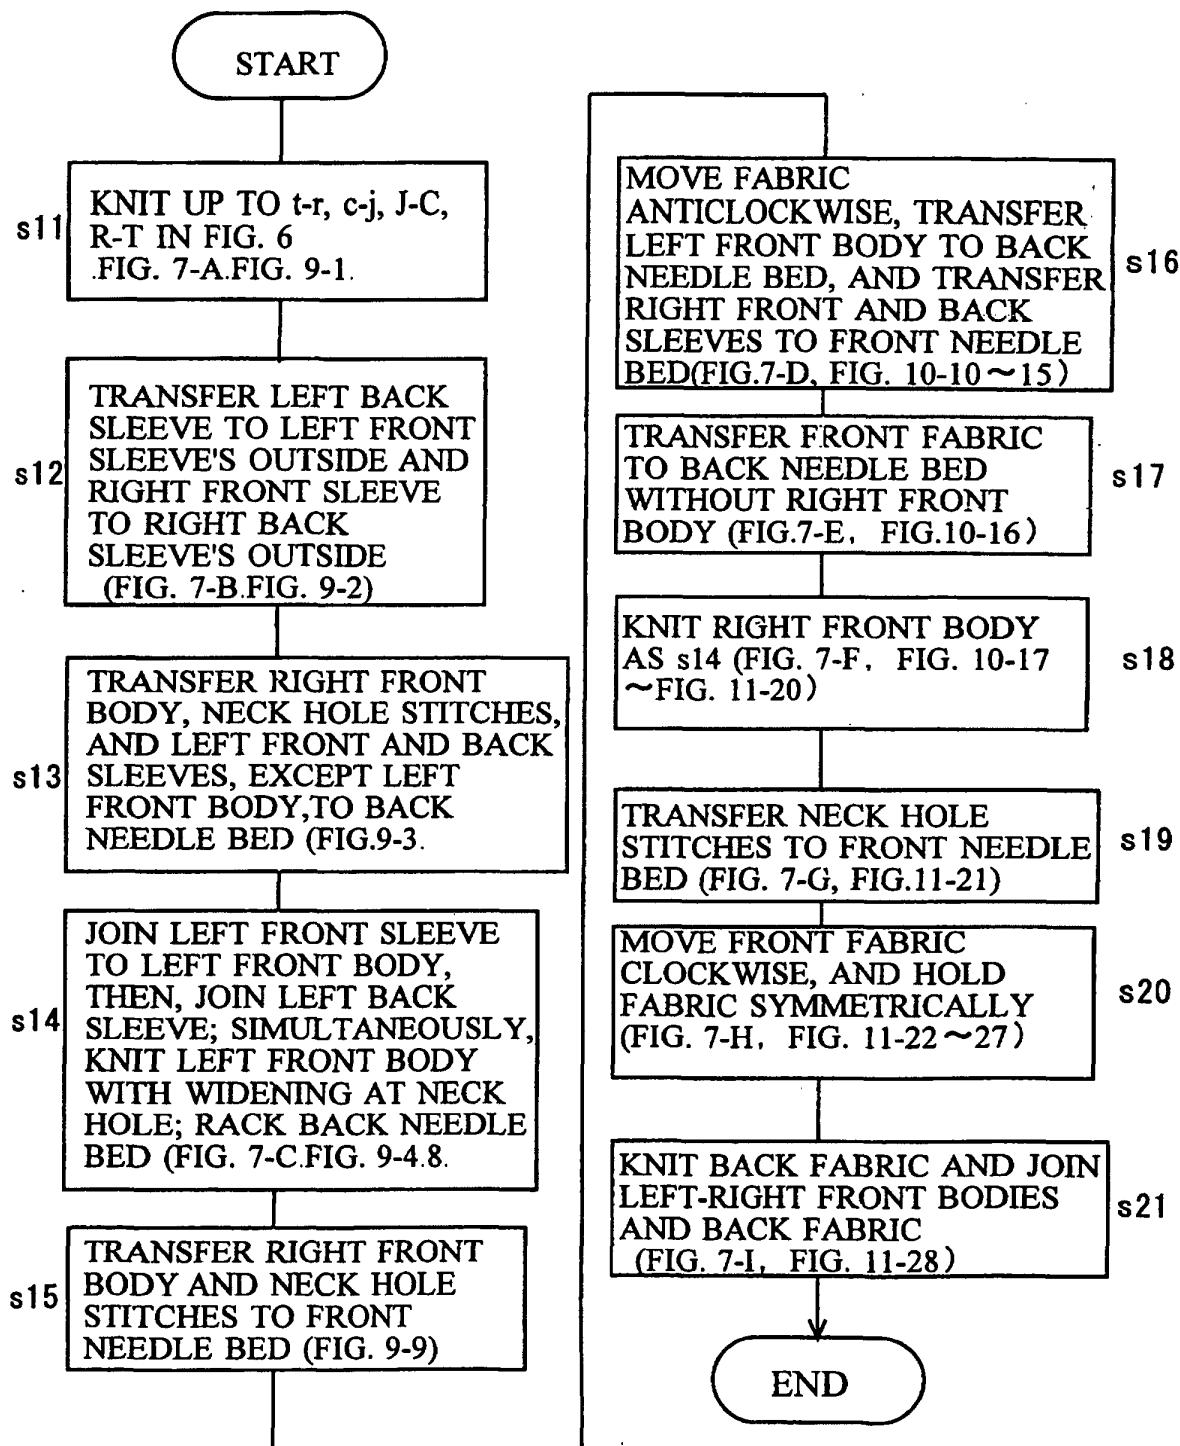 START
s11
KNIT UP TO t-r, c-j, J-C,
R-T IN FIG. 6
.FIG. 7-A.FIG. 9-1.
s12
TRANSFER LEFT BACK
SLEEVE TO LEFT FRONT
SLEEVE'S OUTSIDE AND
RIGHT FRONT SLEEVE
TO RIGHT BACK
SLEEVE'S OUTSIDE
(FIG. 7-B.FIG. 9-2)
s13
TRANSFER RIGHT FRONT
BODY, NECK HOLE STITCHES,
AND LEFT FRONT AND BACK
SLEEVES, EXCEPT LEFT
FRONT BODY,TO BACK
NEEDLE BED (FIG.9-3.
s14
JOIN LEFT FRONT SLEEVE
TO LEFT FRONT BODY,
THEN, JOIN LEFT BACK
SLEEVE; SIMULTANEOUSLY,
KNIT LEFT FRONT BODY
WITH WIDENING AT NECK
HOLE; RACK BACK NEEDLE
BED (FIG. 7-C.FIG. 9-4.8.
s15
TRANSFER RIGHT FRONT
BODY AND NECK HOLE
STITCHES TO FRONT
NEEDLE BED (FIG. 9-9)
MOVE FABRIC
ANTICLOCKWISE, TRANSFER
LEFT FRONT BODY TO BACK
NEEDLE BED, AND TRANSFER
RIGHT FRONT AND BACK
SLEEVES TO FRONT NEEDLE
BED(FIG.7-D, FIG. 10-10～15)
s16
TRANSFER FRONT FABRIC
TO BACK NEEDLE BED
WITHOUT RIGHT FRONT
BODY (FIG.7-E, FIG.10-16)
s17
KNIT RIGHT FRONT BODY
AS s14 (FIG. 7-F, FIG. 10-17
～FIG. 11-20)
s18
TRANSFER NECK HOLE
STITCHES TO FRONT NEEDLE
BED (FIG. 7-G, FIG.11-21)
s19
MOVE FRONT FABRIC
CLOCKWISE, AND HOLD
FABRIC SYMMETRICALLY
(FIG. 7-H, FIG. 11-22～27)
s20
KNIT BACK FABRIC AND JOIN
LEFT-RIGHT FRONT BODIES
AND BACK FABRIC
(FIG. 7-I, FIG. 11-28)
s21
END